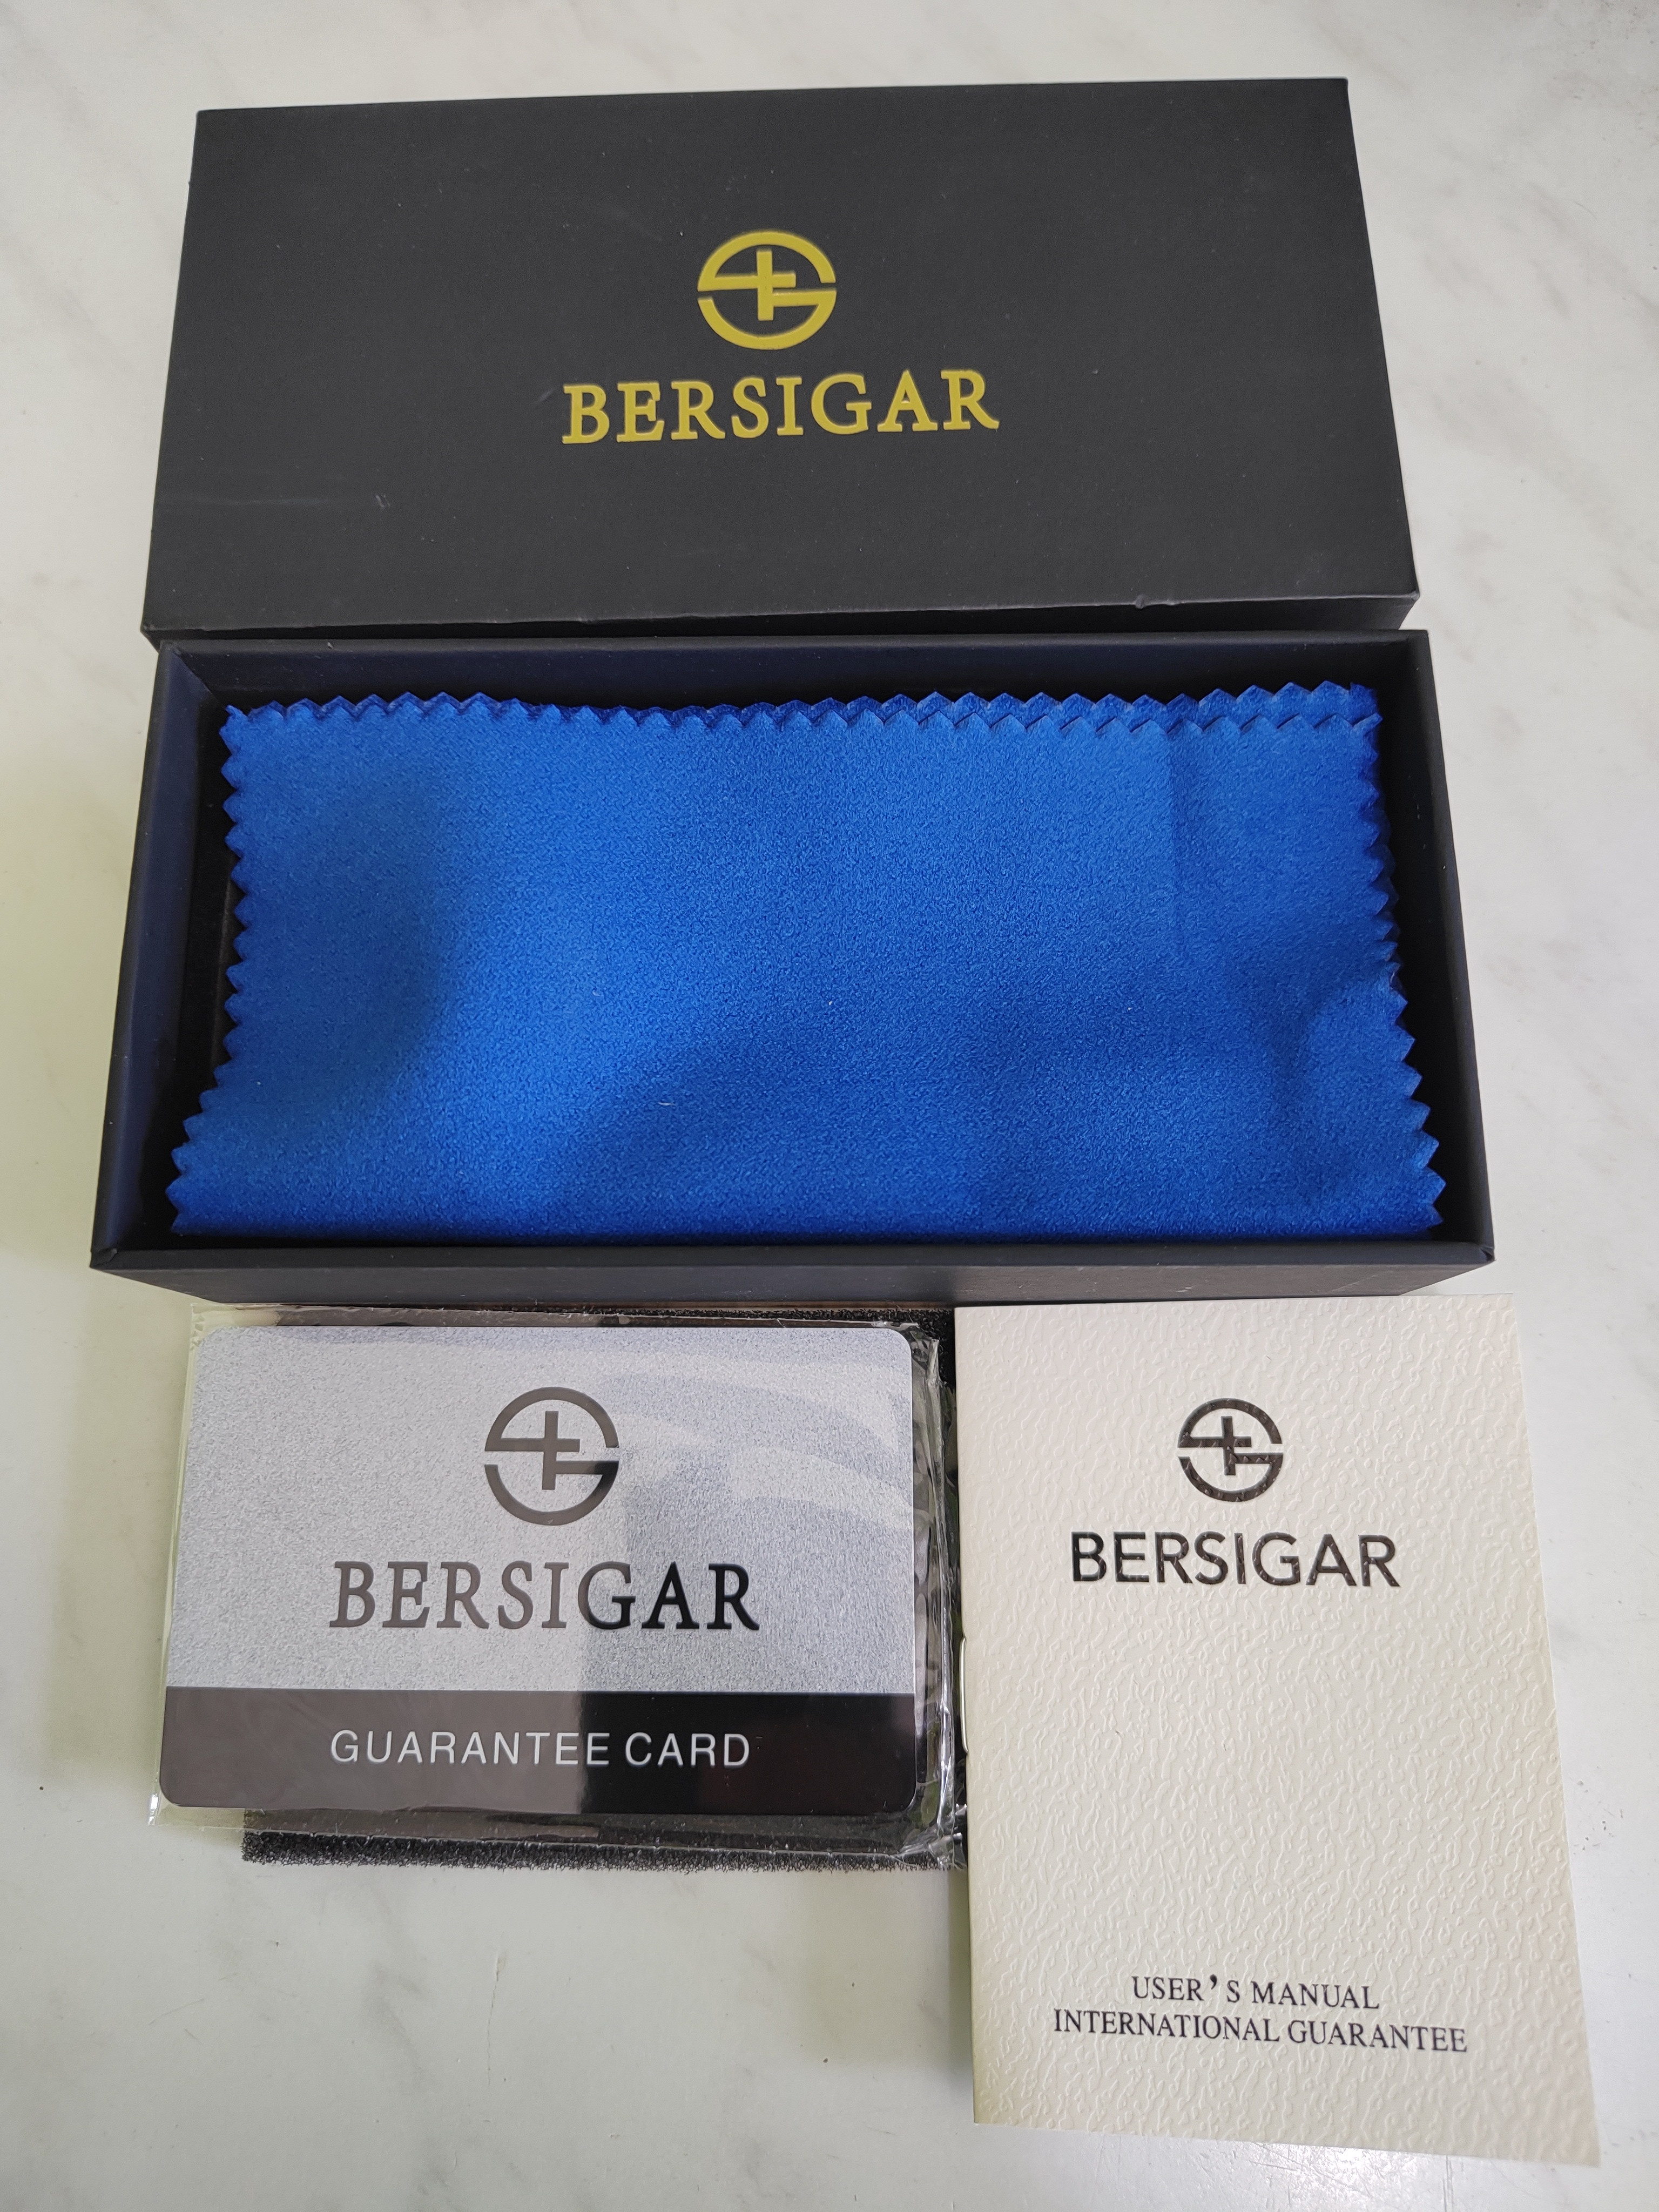 BERSIGAR
BERSIGAR
GUARANTEE CARD
BERSIGAR
USER'S MANUAL
INTERNATIONAL GUARANTEE